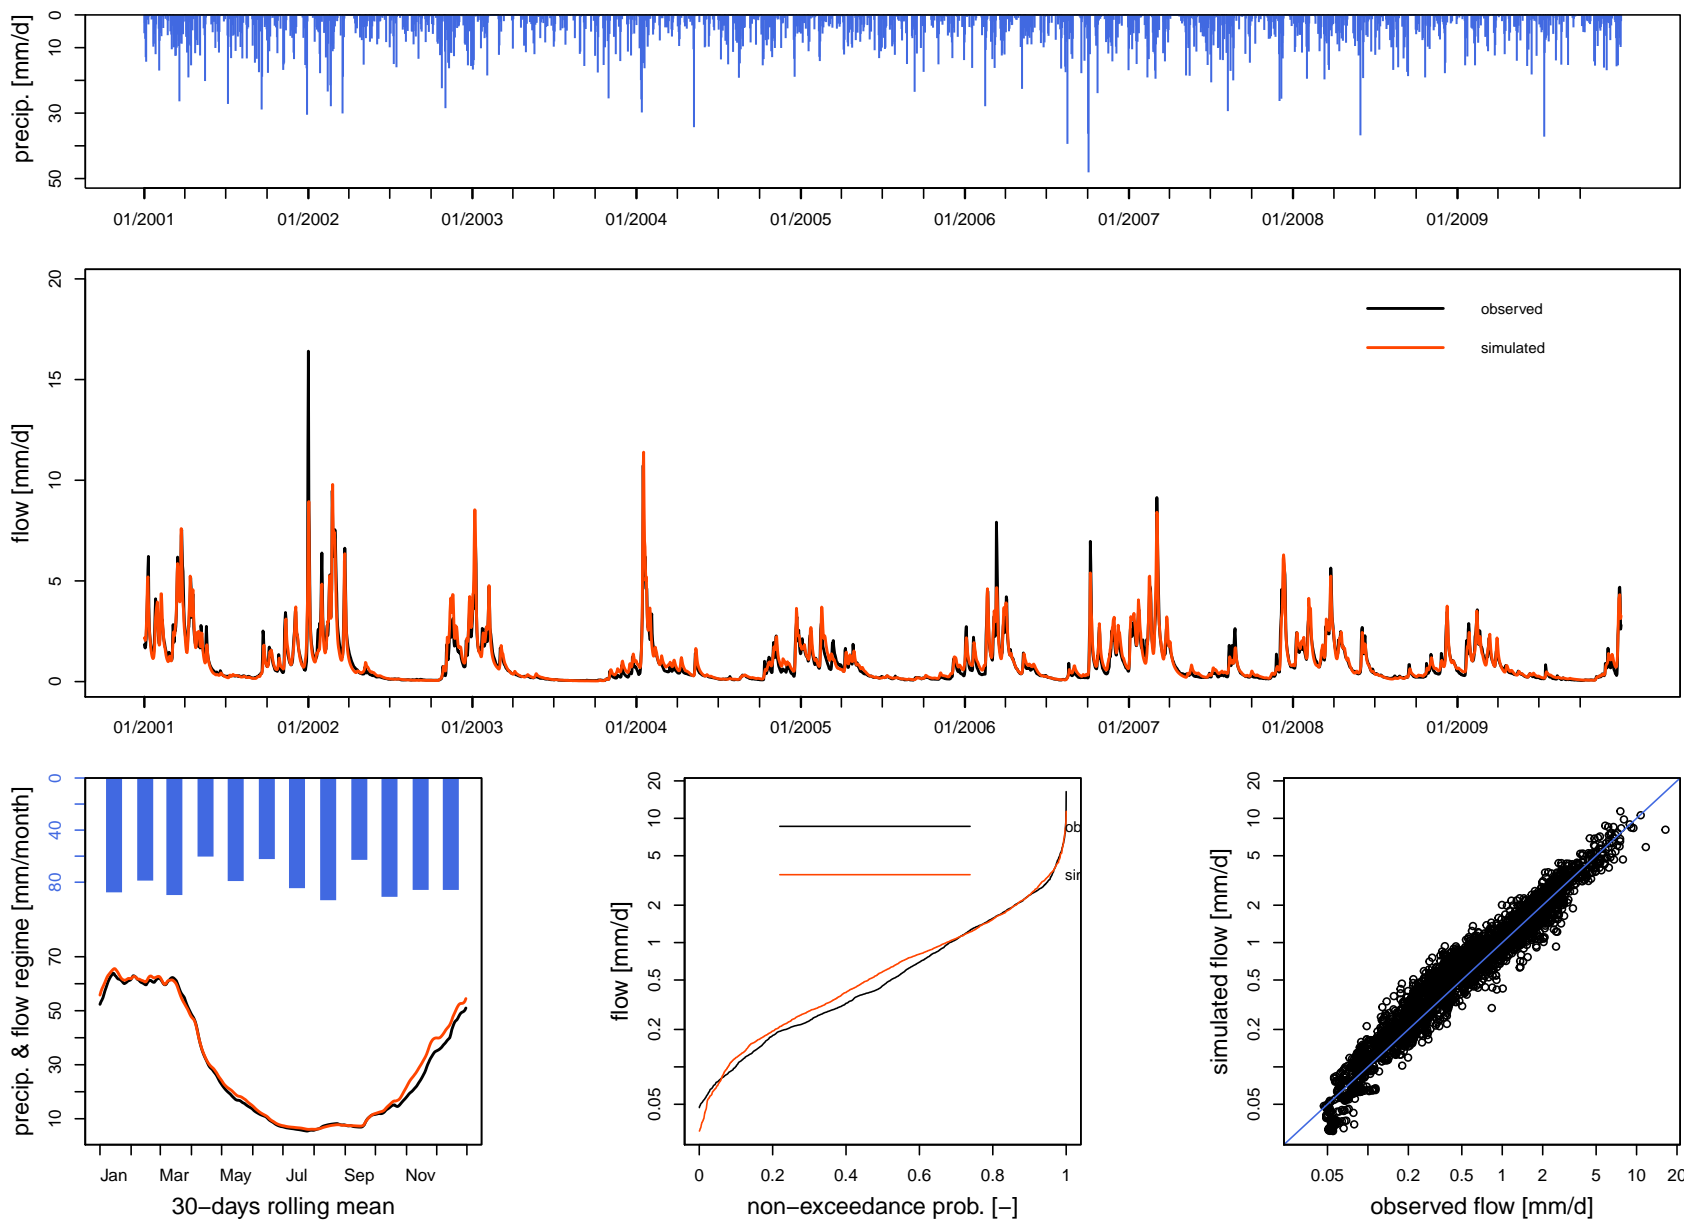 precip. [mm/d]
0
10
30
50
01/2001 01/2002 01/2003 01/2004 01/2005 01/2006 01/2007 01/2008 01/2009
flow [mm/d]
20
15
10
5
0
observed
simulated
01/2001 01/2002 01/2003 01/2004 01/2005 01/2006 01/2007 01/2008 01/2009
precip. & flow regime [mm/month]
0
40
80
70
50
30
10
Jan Mar May Jul Sep Nov
30−days rolling mean
flow [mm/d]
20
10
5
2
1
0.5
0.2
0.05
ob
sir
0 0.2 0.4 0.6 0.8 1
non−exceedance prob. [−]
simulated flow [mm/d]
20
10
5
2
1
0.5
0.2
0.05
0.05 0.2 0.5 1 2 5 10 20
observed flow [mm/d]